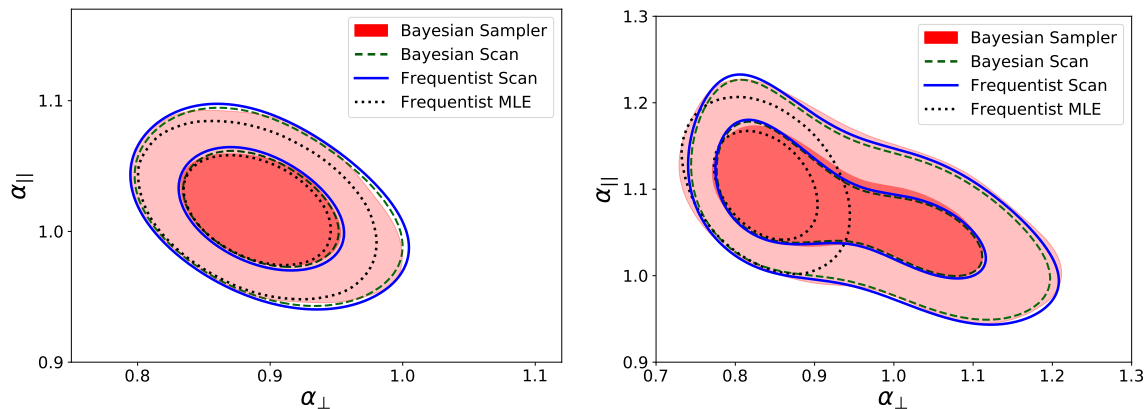 Bayesian Sampler
Bayesian Scan
Frequentist Scan
Frequentist MLE
1.1
1.0
0.9
α||
0.8
0.9
1.0
1.1
α⊥
Bayesian Sampler
Bayesian Scan
Frequentist Scan
Frequentist MLE
1.3
1.2
1.1
1.0
0.9
α||
0.7
0.8
0.9
1.0
1.1
1.2
1.3
α⊥